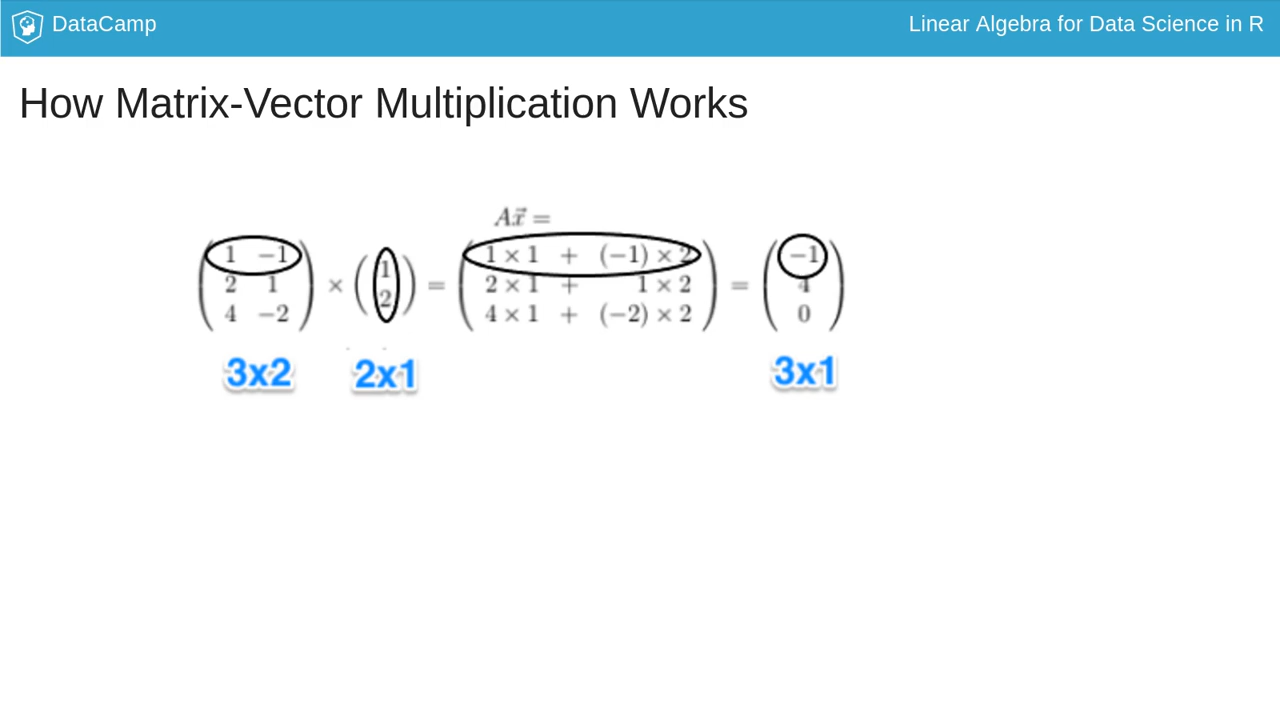 DataCamp
Linear Algebra for Data Science in R
How Matrix-Vector Multiplication Works
Ax⃗ =
( 1 −1 ) × ( 1 ) = ( 1 × 1 + (−1) × 2 ) = ( −1 )
( 2 1 ) ( 2 ) ( 2 × 1 + 1 × 2 ) ( 4 )
( 4 −2 ) ( 4 × 1 + (−2) × 2 ) ( 0 )
3x2 2x1 3x1